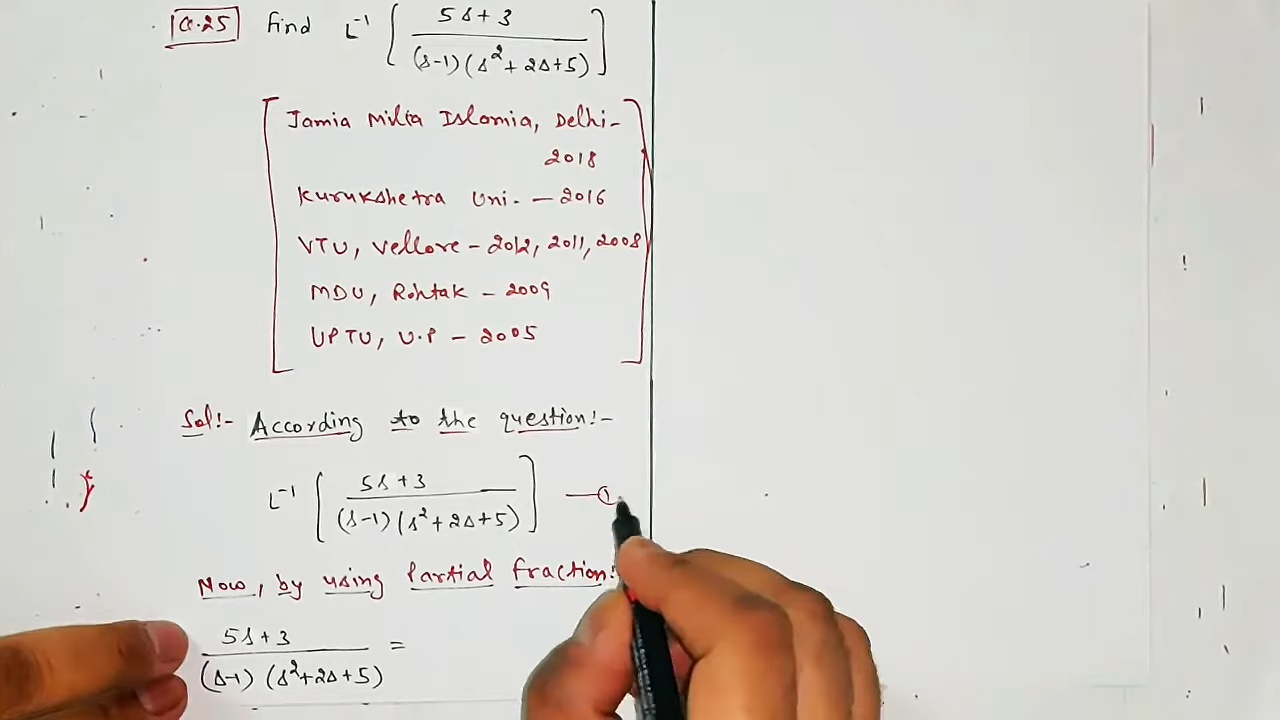 Q.25 Find L⁻¹ [ 5s+3 / (s-1)(s²+2s+5) ]
[ Jamia Milia Islamia, Delhi-
2018
Kurukshetra Uni. - 2016
VTU, Vellore - 2012, 2011, 2008
MDU, Rohtak - 2009
UPTU, U.P - 2005 ]
Sol!- According to the question!-
L⁻¹ [ 5s+3 / (s-1)(s²+2s+5) ] —①
Now, by using Partial fraction!
5s+3 / (s-1)(s²+2s+5) =